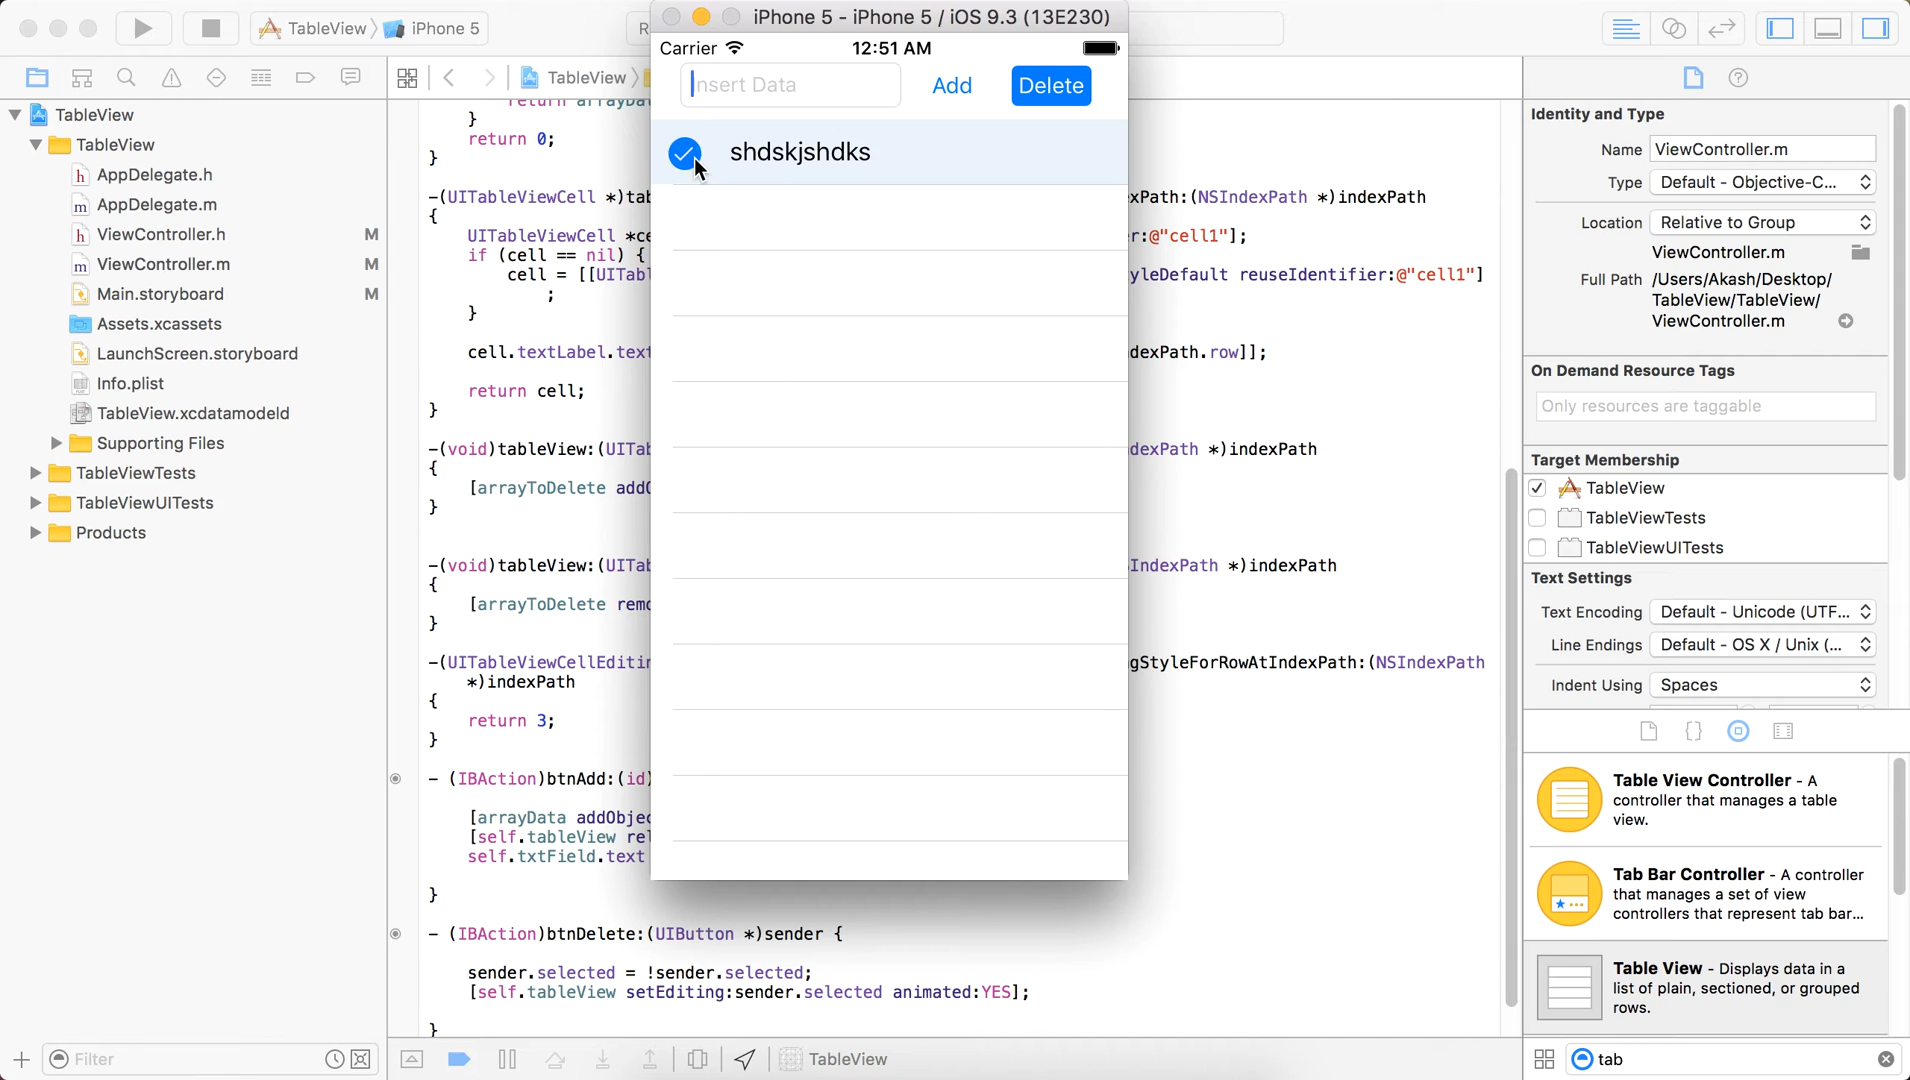 iPhone 5 - iPhone 5 / iOS 9.3 (13E230)
TableView
iPhone 5
R
Carrier
12:51 AM
Insert Data
Add
Delete
shdskjshdks
TableView
TableView
AppDelegate.h
AppDelegate.m
ViewController.h M
ViewController.m M
Main.storyboard M
Assets.xcassets
LaunchScreen.storyboard
Info.plist
TableView.xcdatamodeld
Supporting Files
TableViewTests
TableViewUITests
Products
Filter
TableView
}
return 0;
}
-(UITableViewCell *)tab exPath:(NSIndexPath *)indexPath
{
UITableViewCell *ce r:@"cell1"];
if (cell == nil) {
cell = [[UITabl yleDefault reuseIdentifier:@"cell1"]
;
}
cell.textLabel.text dexPath.row]];
return cell;
}
-(void)tableView:(UITab dexPath *)indexPath
{
[arrayToDelete addO
}
-(void)tableView:(UITab IndexPath *)indexPath
{
[arrayToDelete remo
}
-(UITableViewCellEditin gStyleForRowAtIndexPath:(NSIndexPath
*)indexPath
{
return 3;
}
- (IBAction)btnAdd:(id)
[arrayData addObjec
[self.tableView rel
self.txtField.text
}
- (IBAction)btnDelete:(UIButton *)sender {
sender.selected = !sender.selected;
[self.tableView setEditing:sender.selected animated:YES];
}
TableView
Identity and Type
Name ViewController.m
Type Default - Objective-C...
Location Relative to Group
ViewController.m
Full Path /Users/Akash/Desktop/
TableView/TableView/
ViewController.m
On Demand Resource Tags
Only resources are taggable
Target Membership
TableView
TableViewTests
TableViewUITests
Text Settings
Text Encoding Default - Unicode (UTF...
Line Endings Default - OS X / Unix (...
Indent Using Spaces
{}
Table View Controller - A
controller that manages a table
view.
Tab Bar Controller - A controller
that manages a set of view
controllers that represent tab bar...
Table View - Displays data in a
list of plain, sectioned, or grouped
rows.
tab